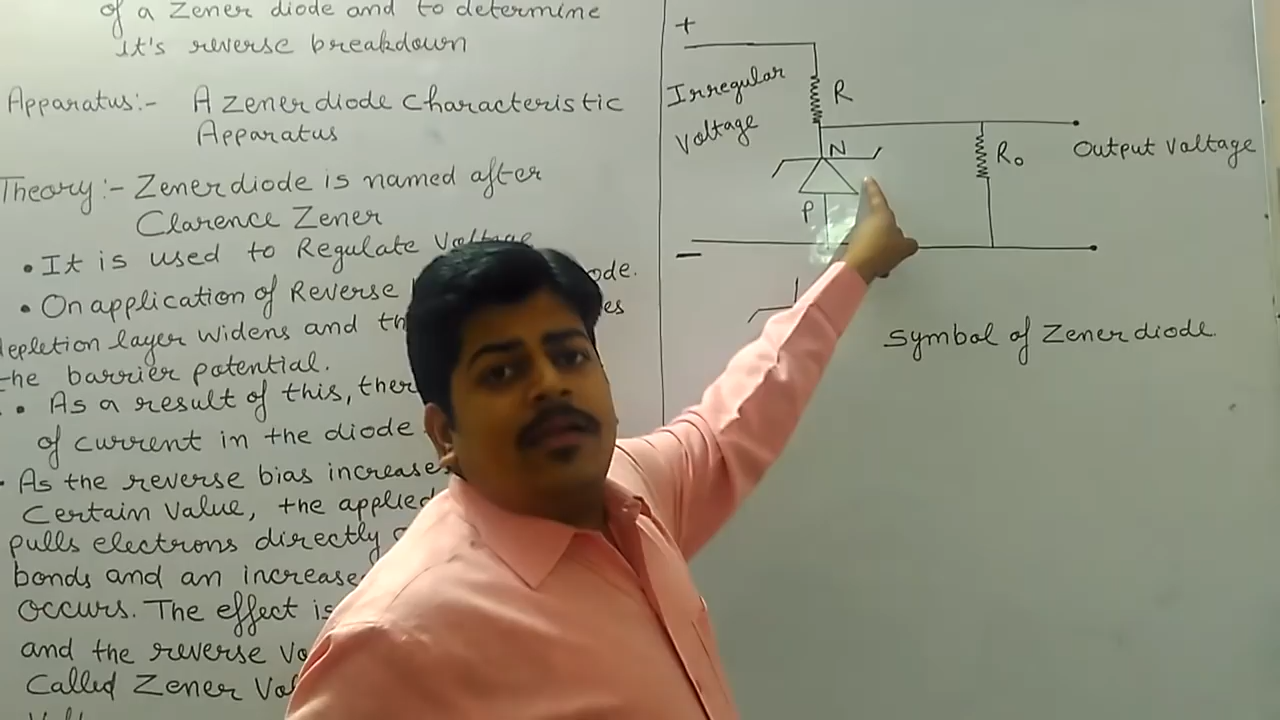 of a Zener diode and to determine
it's reverse breakdown
Apparatus:- A Zener diode Characteristic
Apparatus
Theory:- Zener diode is named after
Clarence Zener
• It is used to Regulate Voltage
• On application of Reverse
depletion layer widens and
the barrier potential.
• As a result of this,
of current in the diode
• As the reverse bias
Certain Value, the applied
pulls electrons directly
bonds and an increase
occurs. The effect is
and the reverse
Called Zener
+
Irregular
Voltage
R
N
P
R₀
Output Voltage
−
Symbol of Zener diode